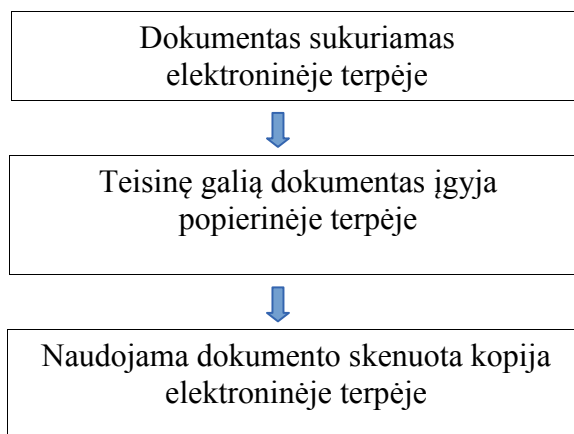 Dokumentas sukuriamas
elektroninėje terpėje
Teisinę galią dokumentas įgyja
popierinėje terpėje
Naudojama dokumento skenuota kopija
elektroninėje terpėje